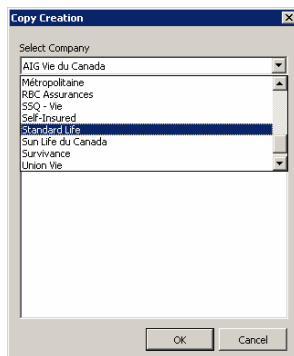 Copy Creation
Select Company
AIG Vie du Canada
Métropolitaine
RBC Assurances
SSQ - Vie
Self-Insured
Standard Life
Sun Life du Canada
Survivance
Union Vie
OK
Cancel